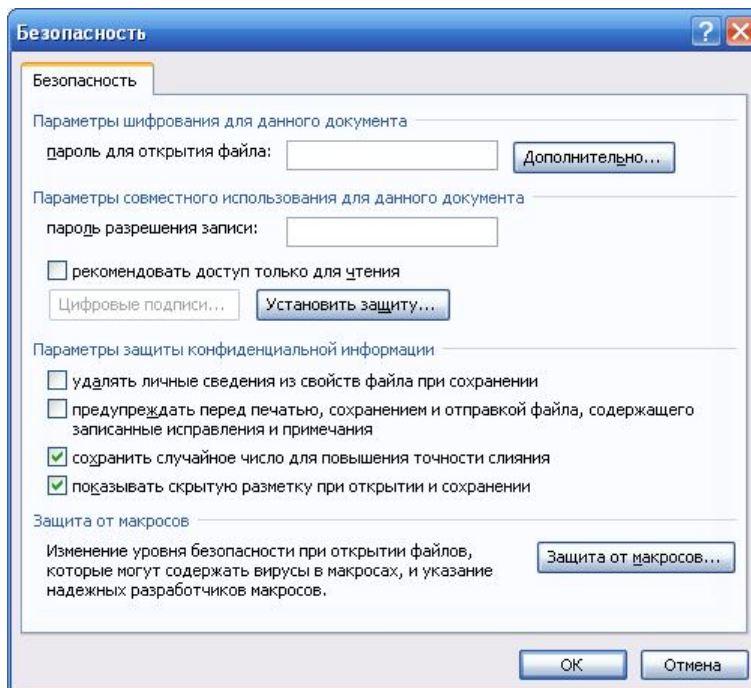 Безопасность
Безопасность
Параметры шифрования для данного документа
пароль для открытия файла:
Дополнительно...
Параметры совместного использования для данного документа
пароль разрешения записи:
рекомендовать доступ только для чтения
Цифровые подписи...
Установить защиту...
Параметры защиты конфиденциальной информации
удалять личные сведения из свойств файла при сохранении
предупреждать перед печатью, сохранением и отправкой файла, содержащего
записанные исправления и примечания
сохранить случайное число для повышения точности слияния
показывать скрытую разметку при открытии и сохранении
Защита от макросов
Изменение уровня безопасности при открытии файлов,
которые могут содержать вирусы в макросах, и указание
надежных разработчиков макросов.
Защита от макросов...
ОК
Отмена